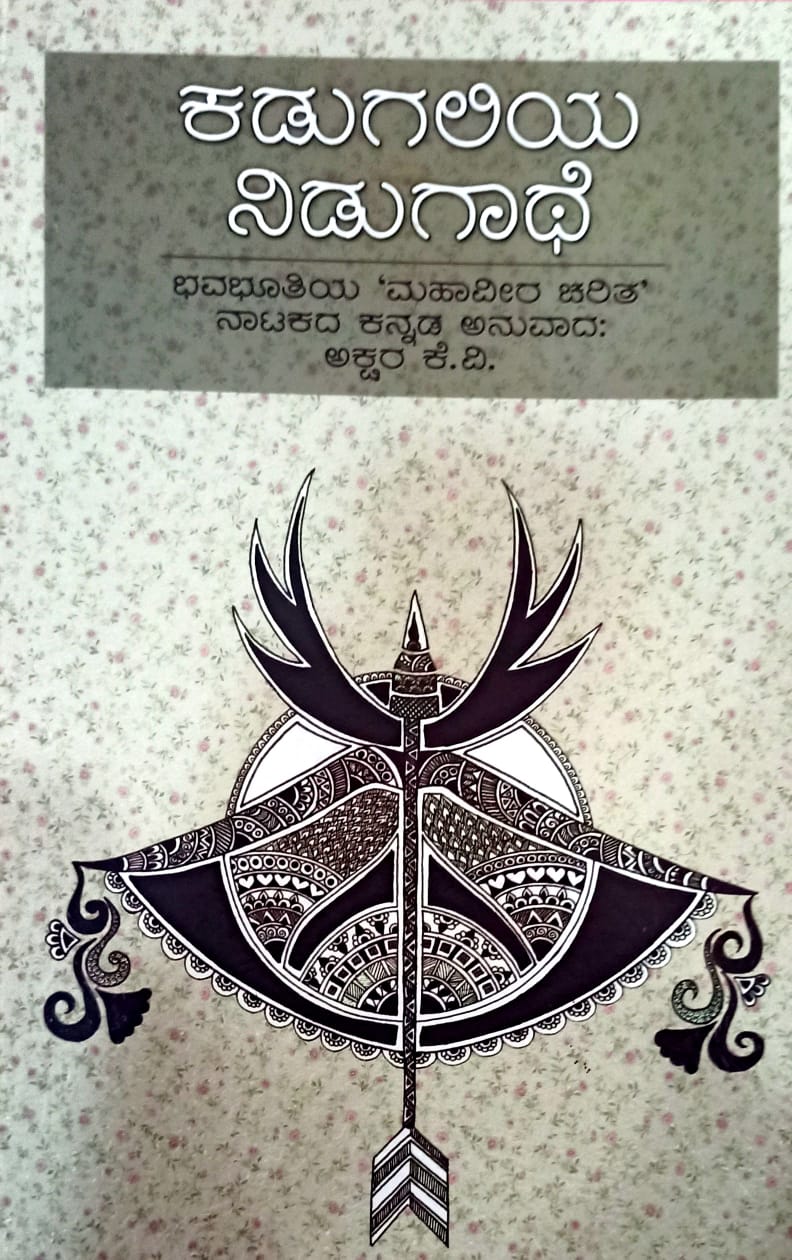 ಕಡುಗಲಿಯ
ನಿಡುಗಾಥೆ
ಭವಭೂತಿಯ ‘ಮಹಾವೀರ ಚರಿತ’
ನಾಟಕದ ಕನ್ನಡ ಅನುವಾದ:
ಅಕ್ಷರ ಕೆ.ವಿ.